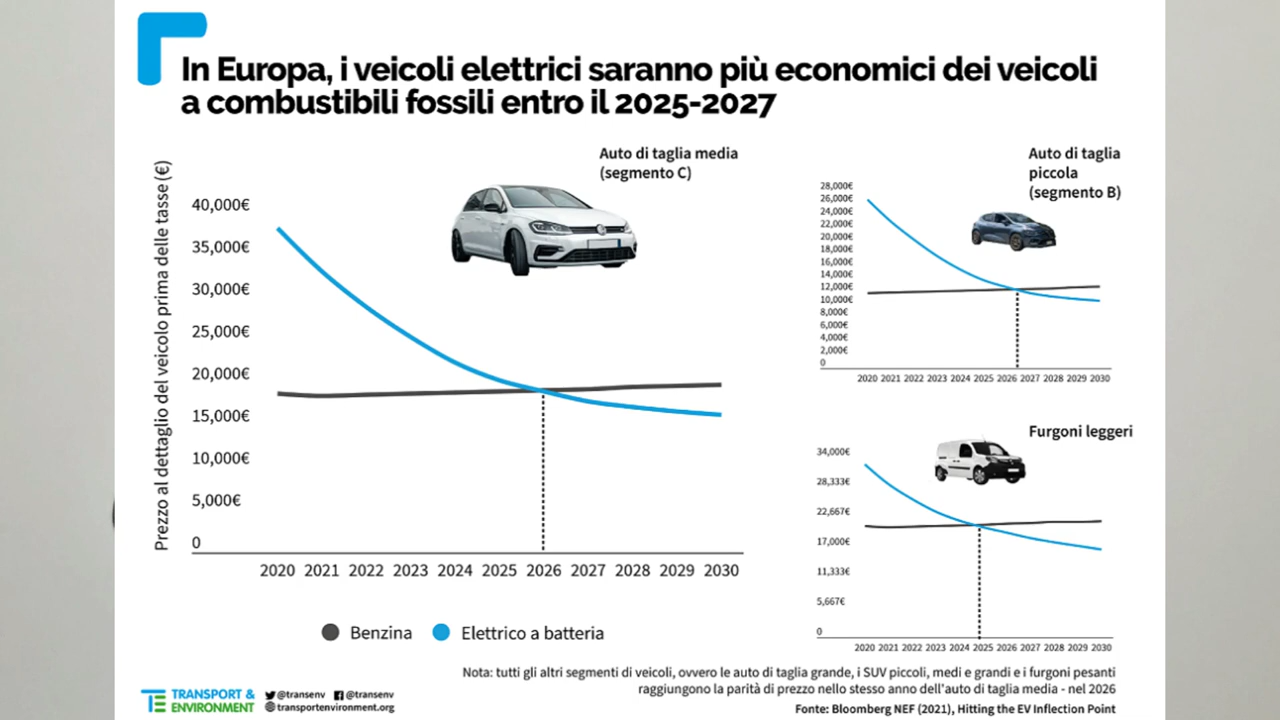 In Europa, i veicoli elettrici saranno più economici dei veicoli
a combustibili fossili entro il 2025-2027
Prezzo al dettaglio del veicolo prima delle tasse (€)
Auto di taglia media
(segmento C)
40,000€
35,000€
30,000€
25,000€
20,000€
15,000€
10,000€
5,000€
0
2020 2021 2022 2023 2024 2025 2026 2027 2028 2029 2030
Benzina Elettrico a batteria
Auto di taglia
piccola
(segmento B)
28,000€
26,000€
24,000€
22,000€
20,000€
18,000€
16,000€
14,000€
12,000€
10,000€
8,000€
6,000€
4,000€
2,000€
0
2020 2021 2022 2023 2024 2025 2026 2027 2028 2029 2030
Furgoni leggeri
34,000€
28,333€
22,667€
17,000€
11,333€
5,667€
0
2020 2021 2022 2023 2024 2025 2026 2027 2028 2029 2030
Nota: tutti gli altri segmenti di veicoli, ovvero le auto di taglia grande, i SUV piccoli, medi e grandi e i furgoni pesanti
raggiungono la parità di prezzo nello stesso anno dell'auto di taglia media - nel 2026
Fonte: Bloomberg NEF (2021), Hitting the EV Inflection Point
TE TRANSPORT &
ENVIRONMENT
@transenv @transenv
@transportenvironment.org